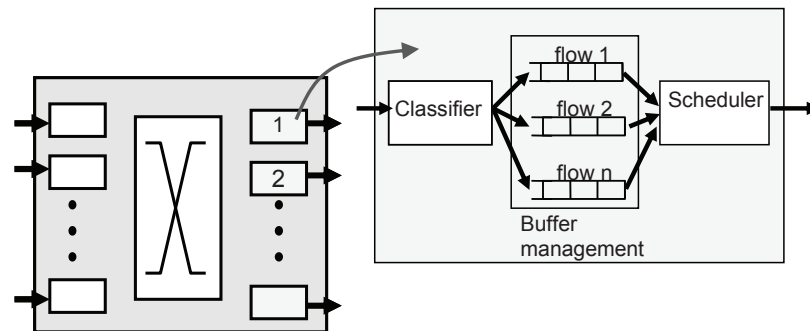 1
2
Classifier
flow 1
flow 2
flow n
Buffer
management
Scheduler